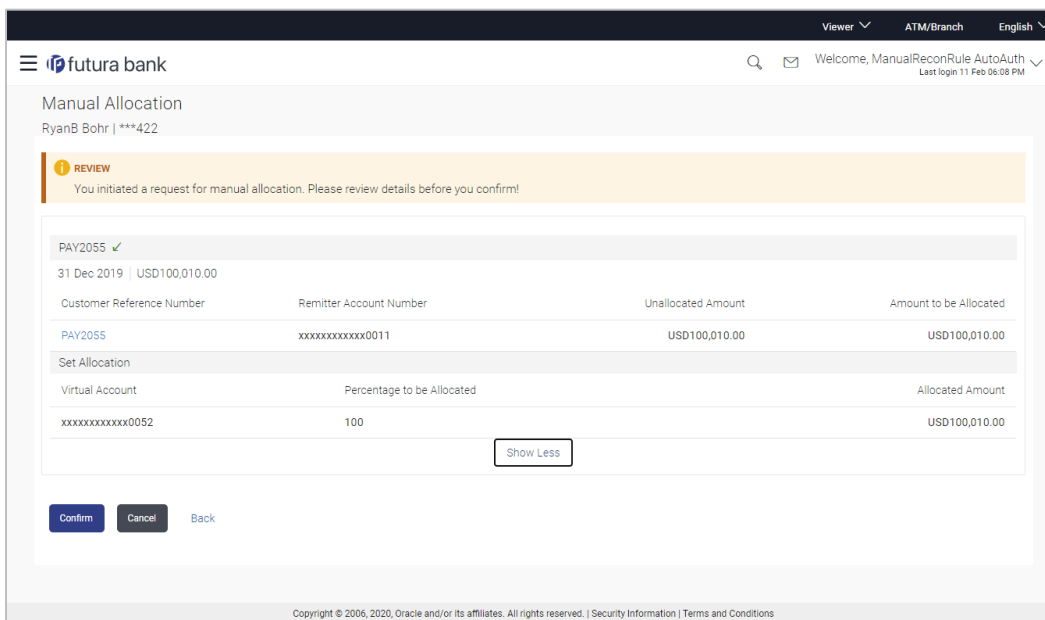 Viewer ATM/Branch English
futura bank Welcome, ManualReconRule AutoAuth
Last login 11 Feb 06:08 PM
Manual Allocation
RyanB Bohr | ***422
REVIEW
You initiated a request for manual allocation. Please review details before you confirm!
PAY2055
31 Dec 2019 | USD100,010.00
Customer Reference Number Remitter Account Number Unallocated Amount Amount to be Allocated
PAY2055 xxxxxxxxxxxx0011 USD100,010.00 USD100,010.00
Set Allocation
Virtual Account Percentage to be Allocated Allocated Amount
xxxxxxxxxxxx0052 100 USD100,010.00
Show Less
Confirm Cancel Back
Copyright © 2006, 2020, Oracle and/or its affiliates. All rights reserved. | Security Information | Terms and Conditions